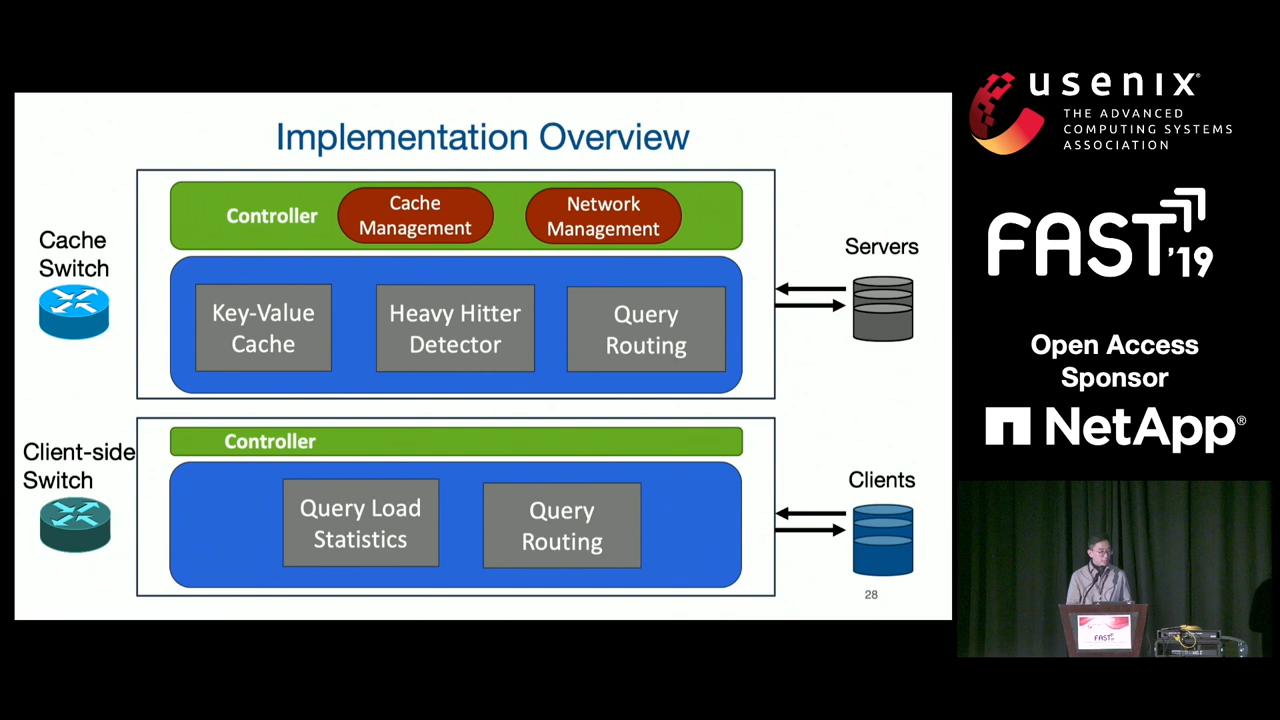 Implementation Overview
Controller
Cache
Management
Network
Management
Cache
Switch
Key-Value
Cache
Heavy Hitter
Detector
Query
Routing
Servers
Controller
Client-side
Switch
Query Load
Statistics
Query
Routing
Clients
28
usenix®
THE ADVANCED
COMPUTING SYSTEMS
ASSOCIATION
FAST'19
Open Access
Sponsor
NetApp®
usenix
FAST